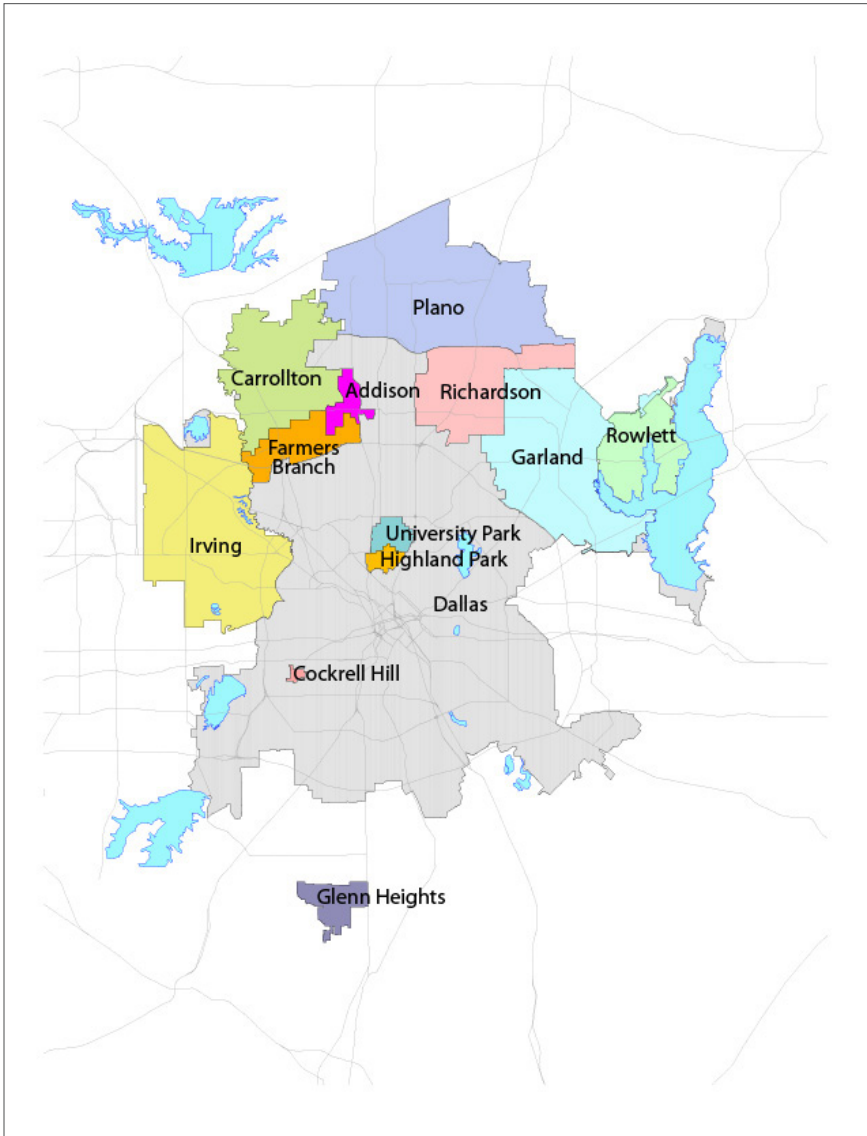 Plano
Carrollton
Addison
Richardson
Rowlett
Farmers
Branch
Garland
University Park
Irving
Highland Park
Dallas
Cockrell Hill
Glenn Heights